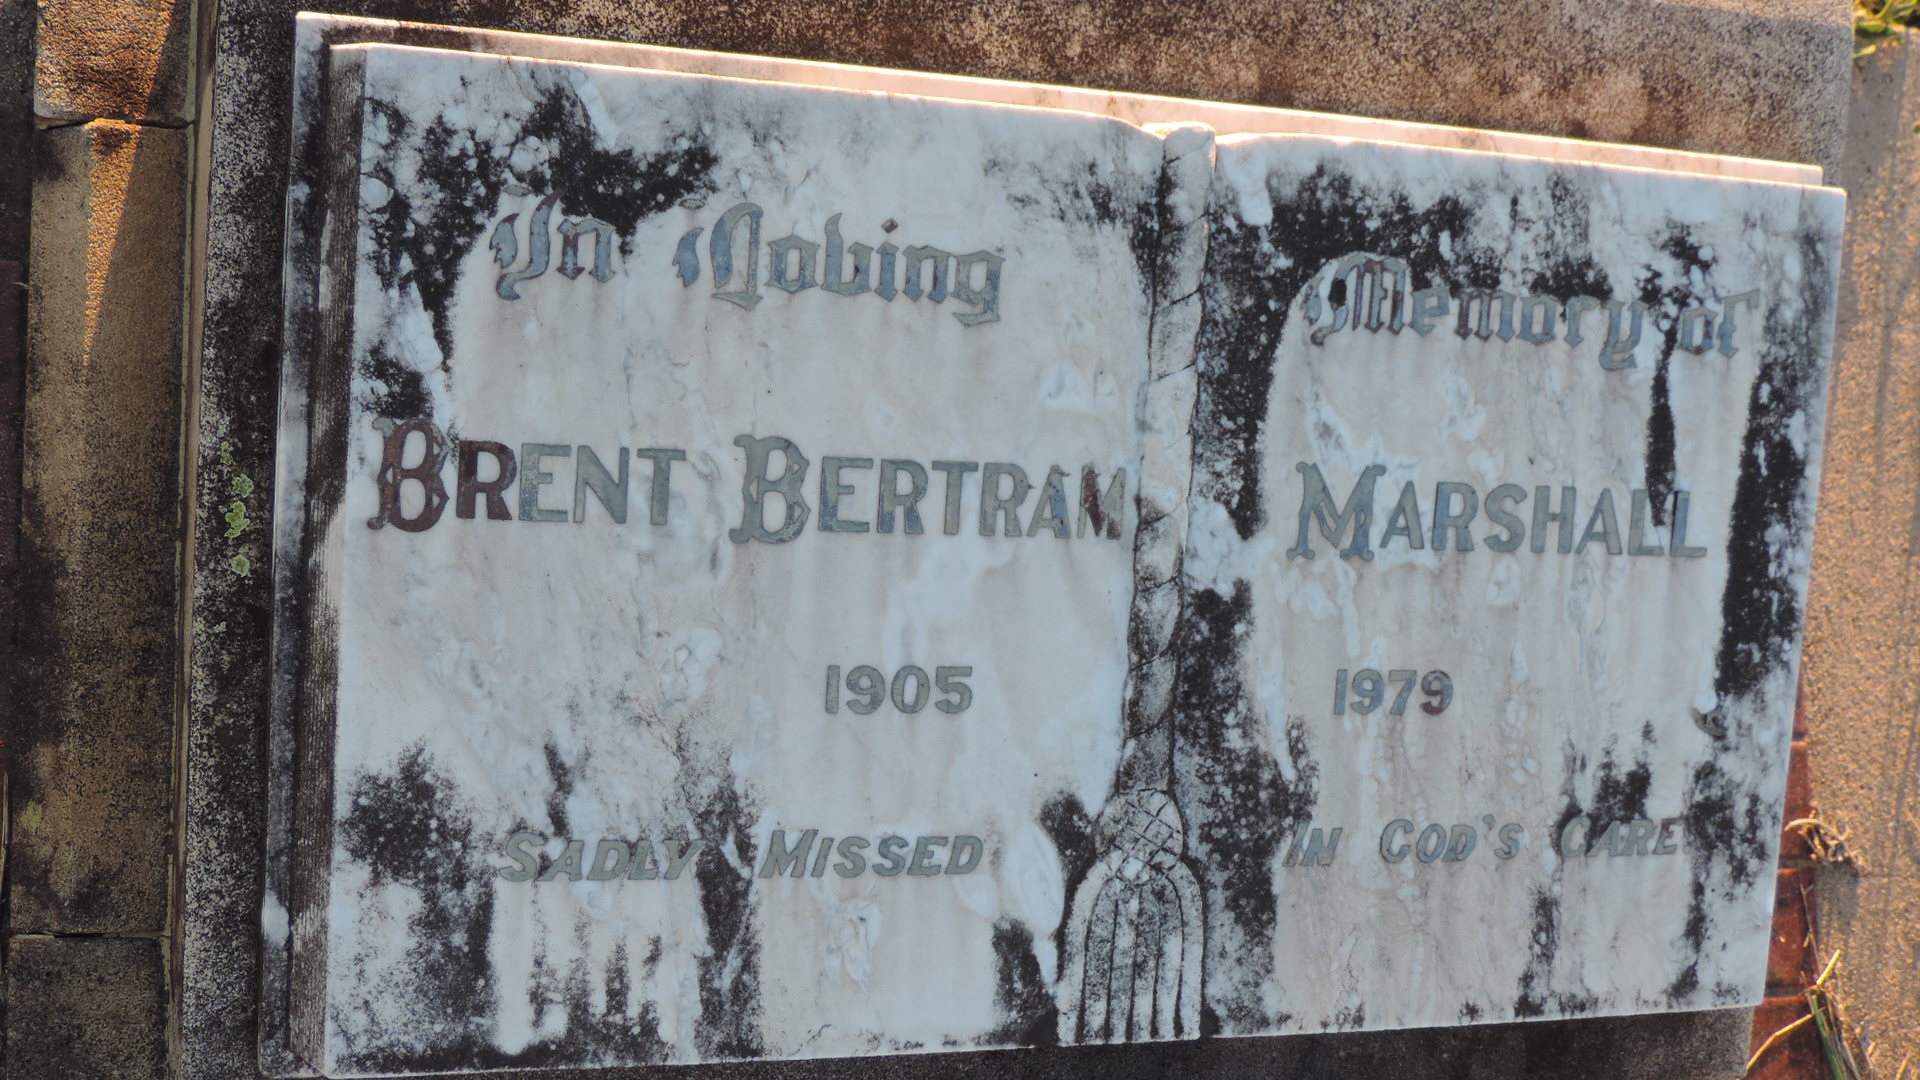 In Loving Memory of
BRENT BERTRAM MARSHALL
1905 1979
SADLY MISSED IN GOD'S CARE